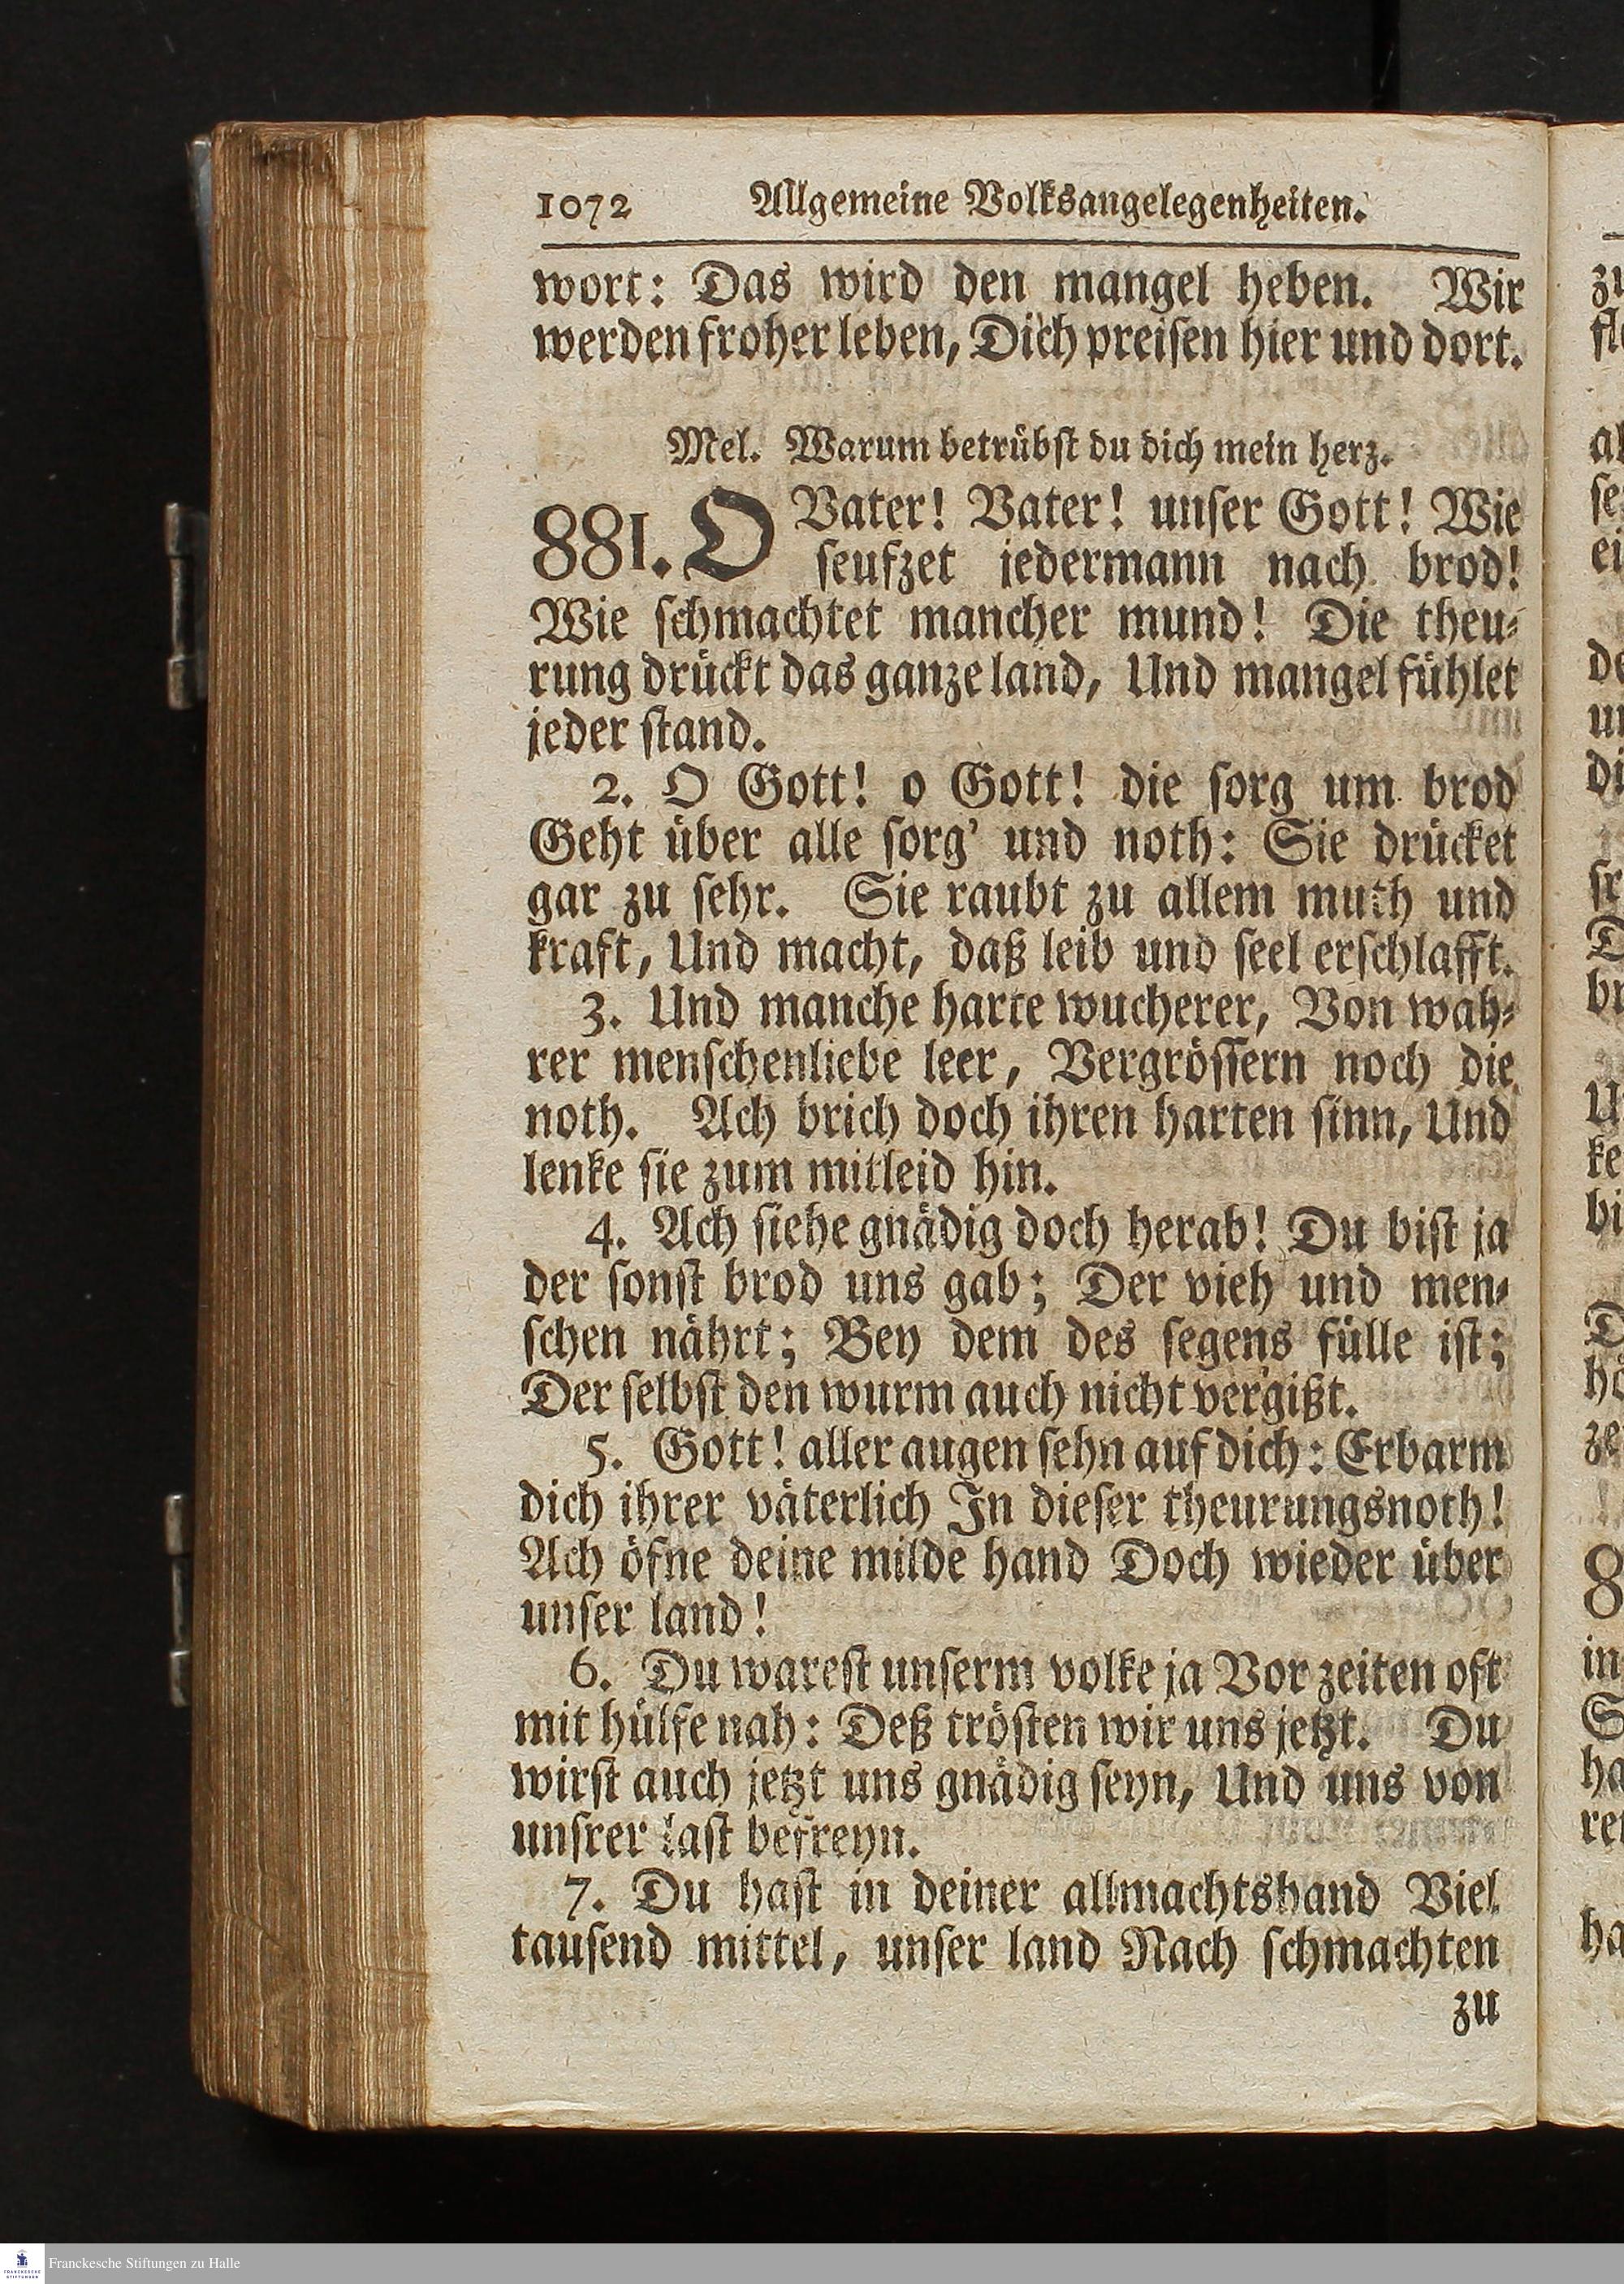 1072 Allgemeine Volksangelegenheiten.
wort: Das wird den mangel heben. Wir
werden froher leben, Dich preisen hier und dort.
Mel. Warum betrübst du dich mein herz.
881. O Vater! Vater! unser Gott! Wie
seufzet jedermann nach brod!
Wie schmachtet mancher mund! Die theu-
rung drückt das ganze land, Und mangel fühlet
jeder stand.
2. O Gott! o Gott! die sorg um brod
Geht über alle sorg' und noth: Sie drücket
gar zu sehr. Sie raubt zu allem muth und
kraft, Und macht, daß leib und seel erschlafft.
3. Und manche harte wucherer, Von wah-
rer menschenliebe leer, Vergrössern noch die
noth. Ach brich doch ihren harten sinn, Und
lenke sie zum mitleid hin.
4. Ach siehe gnädig doch herab! Du bist ja
der sonst brod uns gab; Der vieh und men-
schen nährt; Bey dem des segens fülle ist;
Der selbst den wurm auch nicht vergißt.
5. Gott! aller augen sehn auf dich: Erbarm
dich ihrer väterlich In dieser theurungsnoth!
Ach öfne deine milde hand Doch wieder über
unser land!
6. Du warest unserm volke ja Vor zeiten oft
mit hülfe nah: Deß trösten wir uns jetzt. Du
wirst auch jetzt uns gnädig seyn, Und uns von
unsrer last befreyn.
7. Du hast in deiner allmachtshand Viel
tausend mittel, unser land Nach schmachten
zu
Franckesche Stiftungen zu Halle